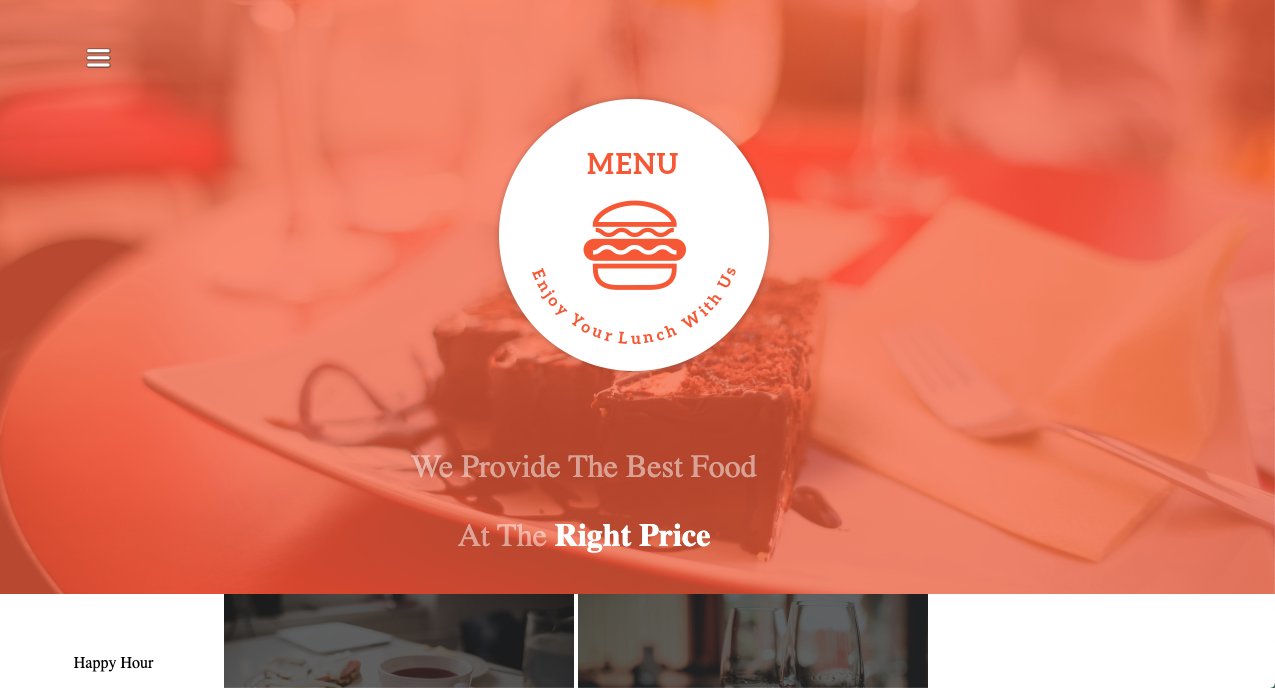 MENU
Enjoy Your Lunch With Us
We Provide The Best Food
At The Right Price
Happy Hour